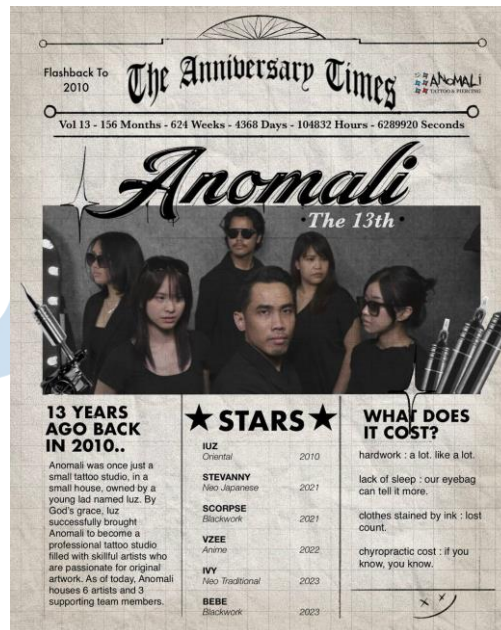 Flashback To
2010
The Anniversary Times
ANOMALI
TATTOO & PIERCING
Vol 13 - 156 Months - 624 Weeks - 4368 Days - 104832 Hours - 6289920 Seconds
Anomali
•The 13th•
13 YEARS
AGO BACK
IN 2010..
Anomali was once just a
small tattoo studio, in a
small house, owned by a
young lad named Iuz. By
God's grace, Iuz
successfully brought
Anomali to become a
professional tattoo studio
filled with skillful artists who
are passionate for original
artwork. As of today, Anomali
houses 6 artists and 3
supporting team members.
★ STARS ★
IUZ
Oriental 2010
STEVANNY
Neo Japanese 2021
SCORPSE
Blackwork 2021
VZEE
Anime 2022
IVY
Neo Traditional 2023
BEBE
Blackwork 2023
WHAT DOES
IT COST?
hardwork : a lot. like a lot.
lack of sleep : our eyebag
can tell it more.
clothes stained by ink : lost
count.
chyropractic cost : if you
know, you know.